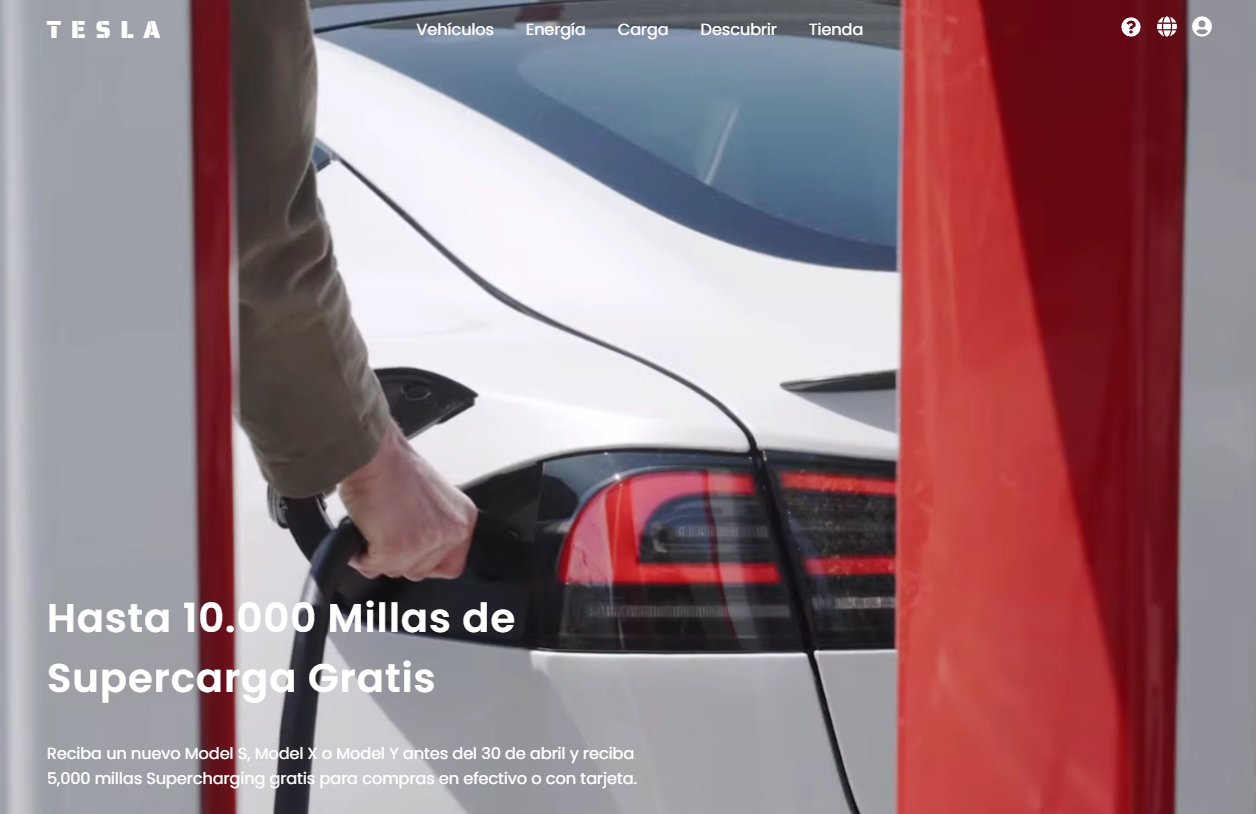 TESLA
Vehículos Energía Carga Descubrir Tienda
Hasta 10.000 Millas de
Supercarga Gratis
Reciba un nuevo Model S, Model X o Model Y antes del 30 de abril y reciba
5,000 millas Supercharging gratis para compras en efectivo o con tarjeta.